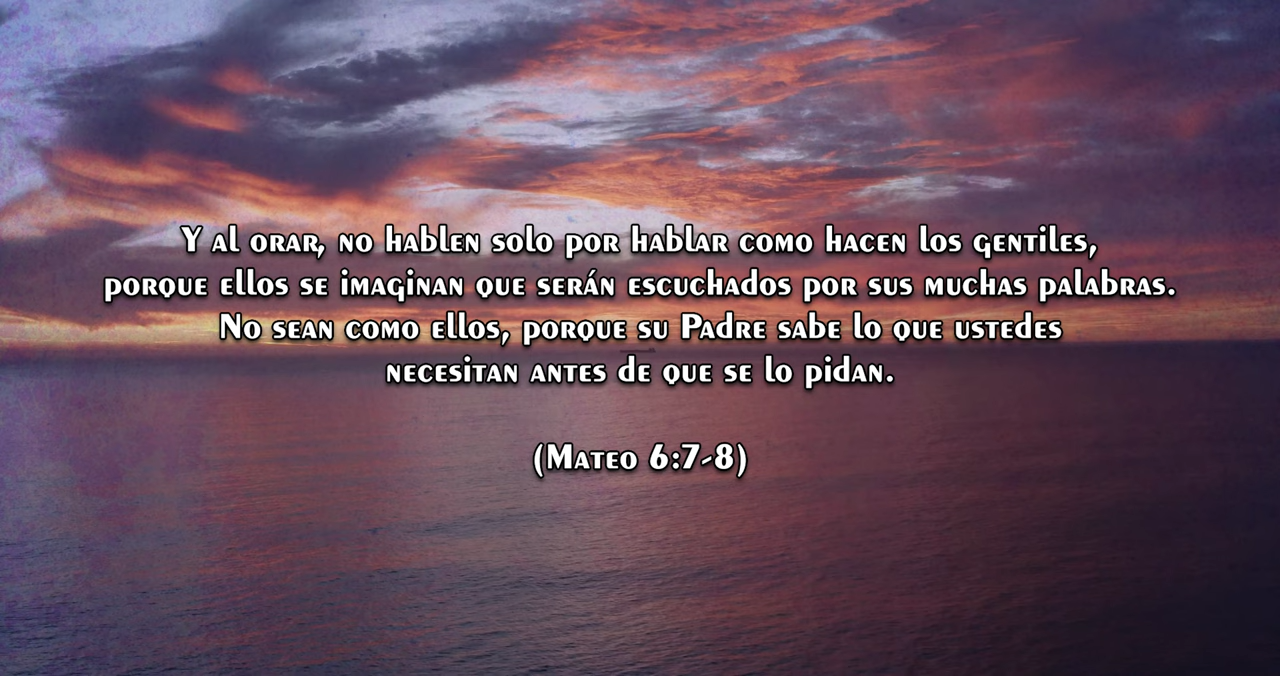 Y al orar, no hablen solo por hablar como hacen los gentiles,
porque ellos se imaginan que serán escuchados por sus muchas palabras.
No sean como ellos, porque su Padre sabe lo que ustedes
necesitan antes de que se lo pidan.
(Mateo 6:7-8)